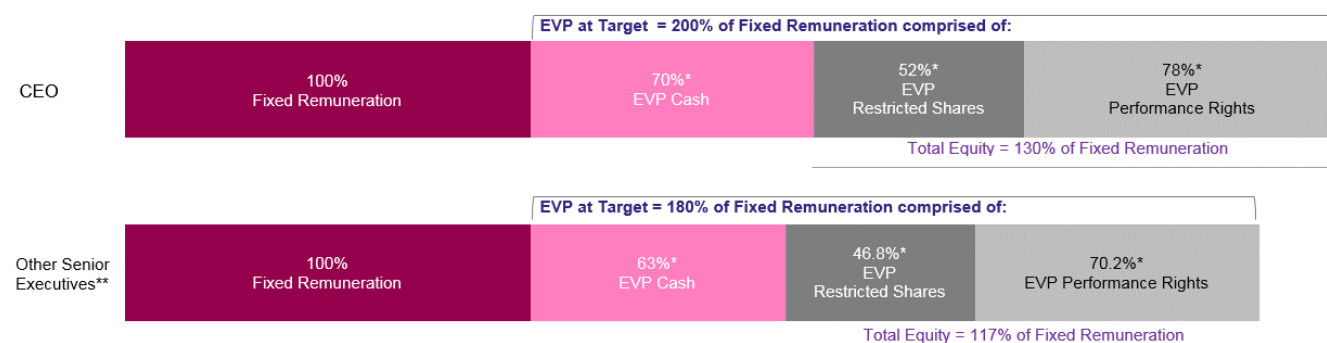 EVP at Target = 200% of Fixed Remuneration comprised of:
CEO
100%
Fixed Remuneration
70%*
EVP Cash
52%*
EVP
Restricted Shares
78%*
EVP
Performance Rights
Total Equity = 130% of Fixed Remuneration
EVP at Target = 180% of Fixed Remuneration comprised of:
Other Senior
Executives**
100%
Fixed Remuneration
63%*
EVP Cash
46.8%*
EVP
Restricted Shares
70.2%*
EVP Performance Rights
Total Equity = 117% of Fixed Remuneration